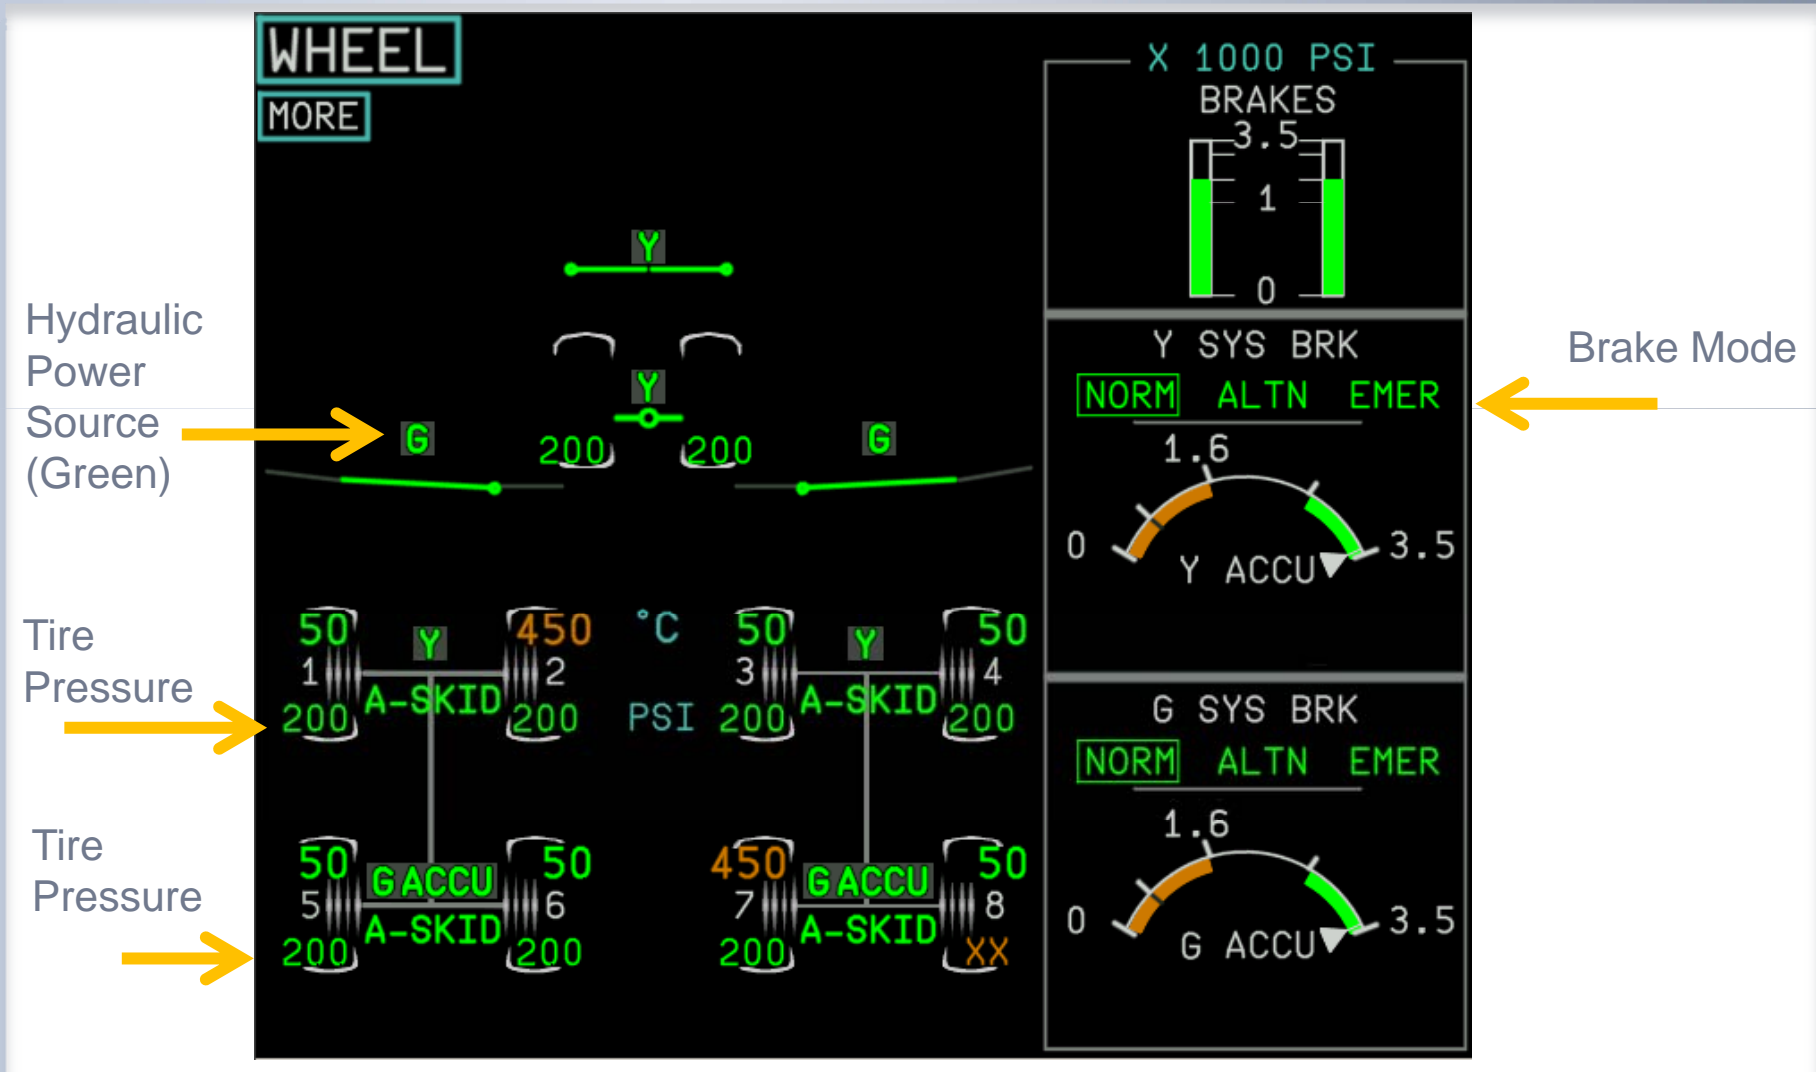 WHEEL
MORE
X 1000 PSI
BRAKES
3.5
1
0
Y
Hydraulic
Power
Source
(Green)
Y
G
200 200
G
Y SYS BRK
NORM ALTN EMER
1.6
0 3.5
Y ACCU
Brake Mode
Tire
Pressure
50 Y 450 °C 50 Y 50
1 2 3 4
A-SKID A-SKID
200 200 PSI 200 200
G SYS BRK
NORM ALTN EMER
1.6
0 3.5
G ACCU
Tire
Pressure
50 G ACCU 50 450 G ACCU 50
5 6 7 8
A-SKID A-SKID
200 200 200 XX